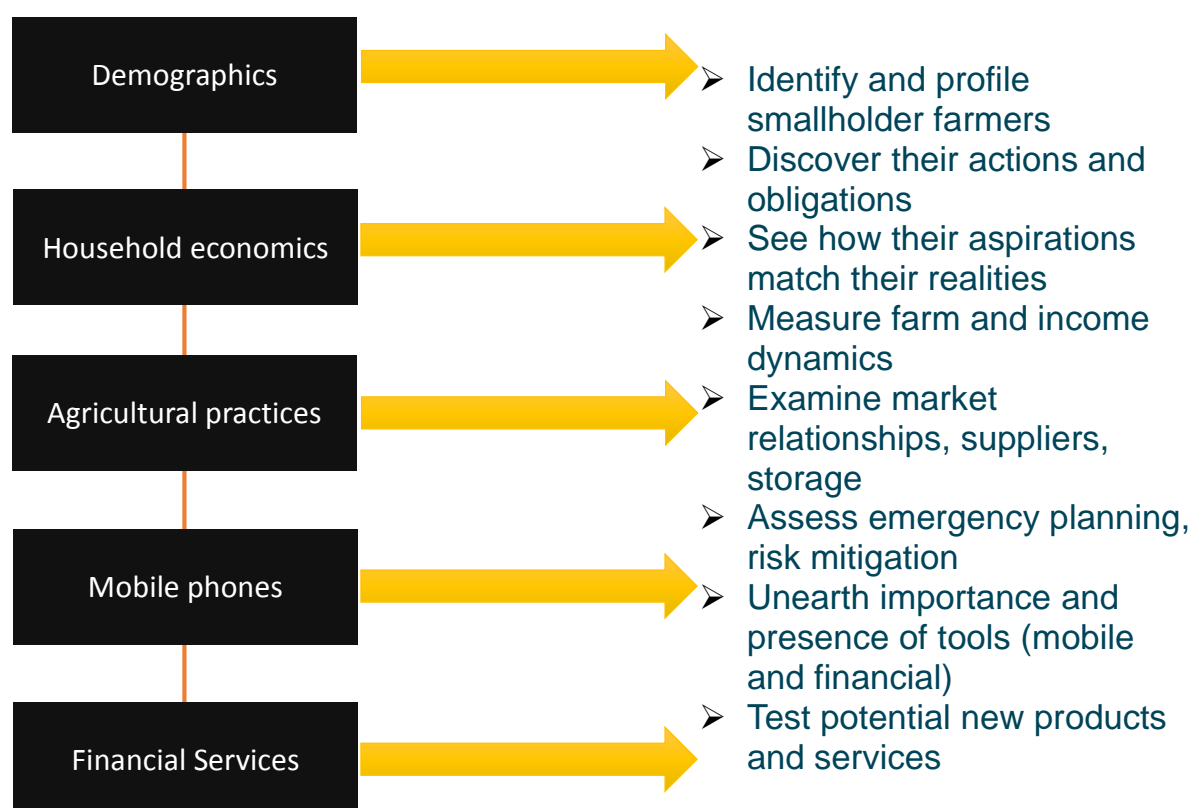 Demographics
Household economics
Agricultural practices
Mobile phones
Financial Services
➢ Identify and profile
smallholder farmers
➢ Discover their actions and
obligations
➢ See how their aspirations
match their realities
➢ Measure farm and income
dynamics
➢ Examine market
relationships, suppliers,
storage
➢ Assess emergency planning,
risk mitigation
➢ Unearth importance and
presence of tools (mobile
and financial)
➢ Test potential new products
and services